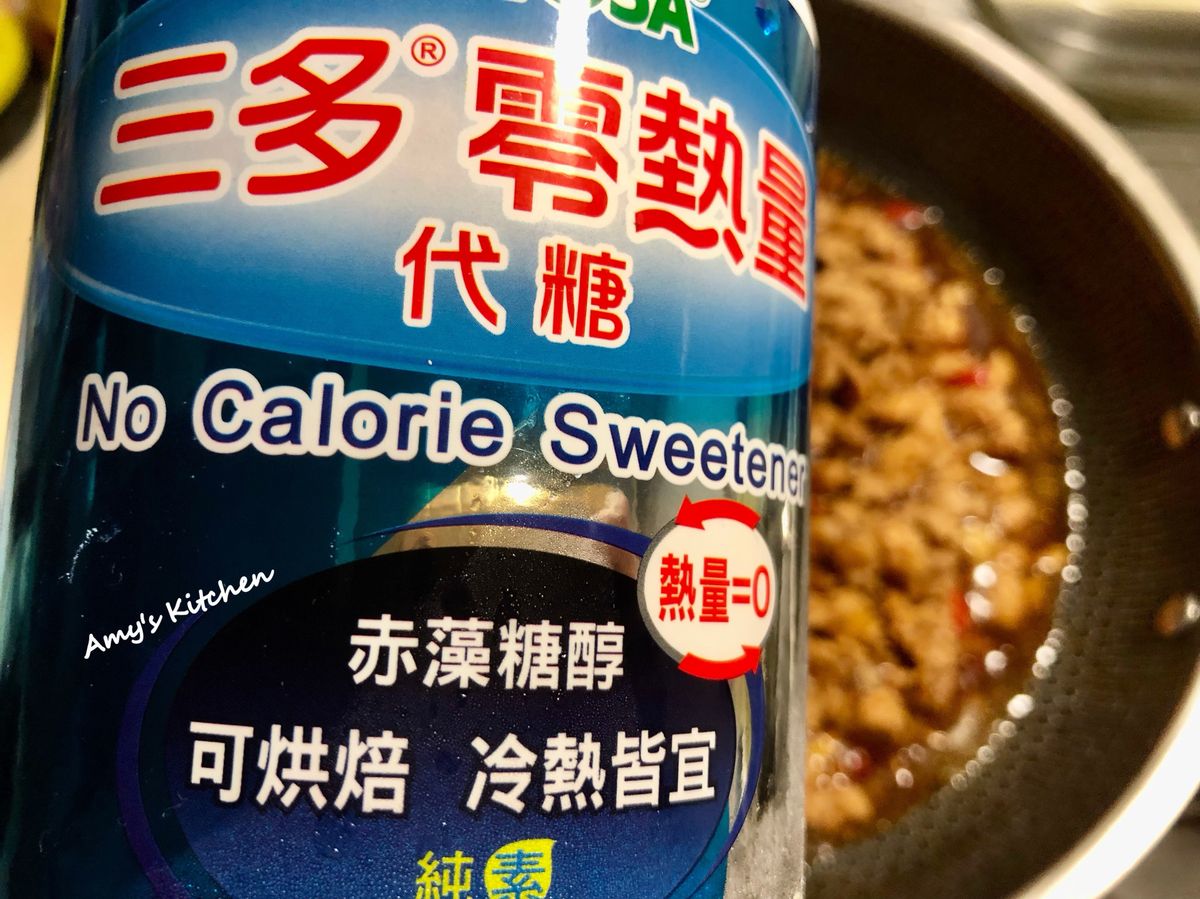 三多® 零熱量
代糖
No Calorie Sweetener
熱量=0
Amy's Kitchen
赤藻糖醇
可烘焙 冷熱皆宜
純素